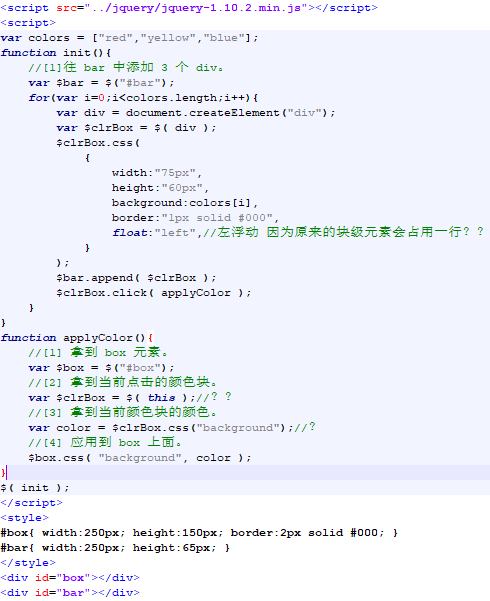 <script src="../jquery/jquery-1.10.2.min.js"></script>
<script>
var colors = ["red","yellow","blue"];
function init(){
    //[1]往 bar 中添加 3 个 div。
    var $bar = $("#bar");
    for(var i=0;i<colors.length;i++){
        var div = document.createElement("div");
        var $clrBox = $( div );
        $clrBox.css(
            {
                width:"75px",
                height:"60px",
                background:colors[i],
                border:"1px solid #000",
                float:"left",//左浮动 因为原来的块级元素会占用一行？？
            }
        );
        $bar.append( $clrBox );
        $clrBox.click( applyColor );
    }
}
function applyColor(){
    //[1] 拿到 box 元素。
    var $box = $("#box");
    //[2] 拿到当前点击的颜色块。
    var $clrBox = $( this );//？？
    //[3] 拿到当前颜色块的颜色。
    var color = $clrBox.css("background");//？
    //[4] 应用到 box 上面。
    $box.css( "background", color );
}
$( init );
</script>
<style>
#box{ width:250px; height:150px; border:2px solid #000; }
#bar{ width:250px; height:65px; }
</style>
<div id="box"></div>
<div id="bar"></div>